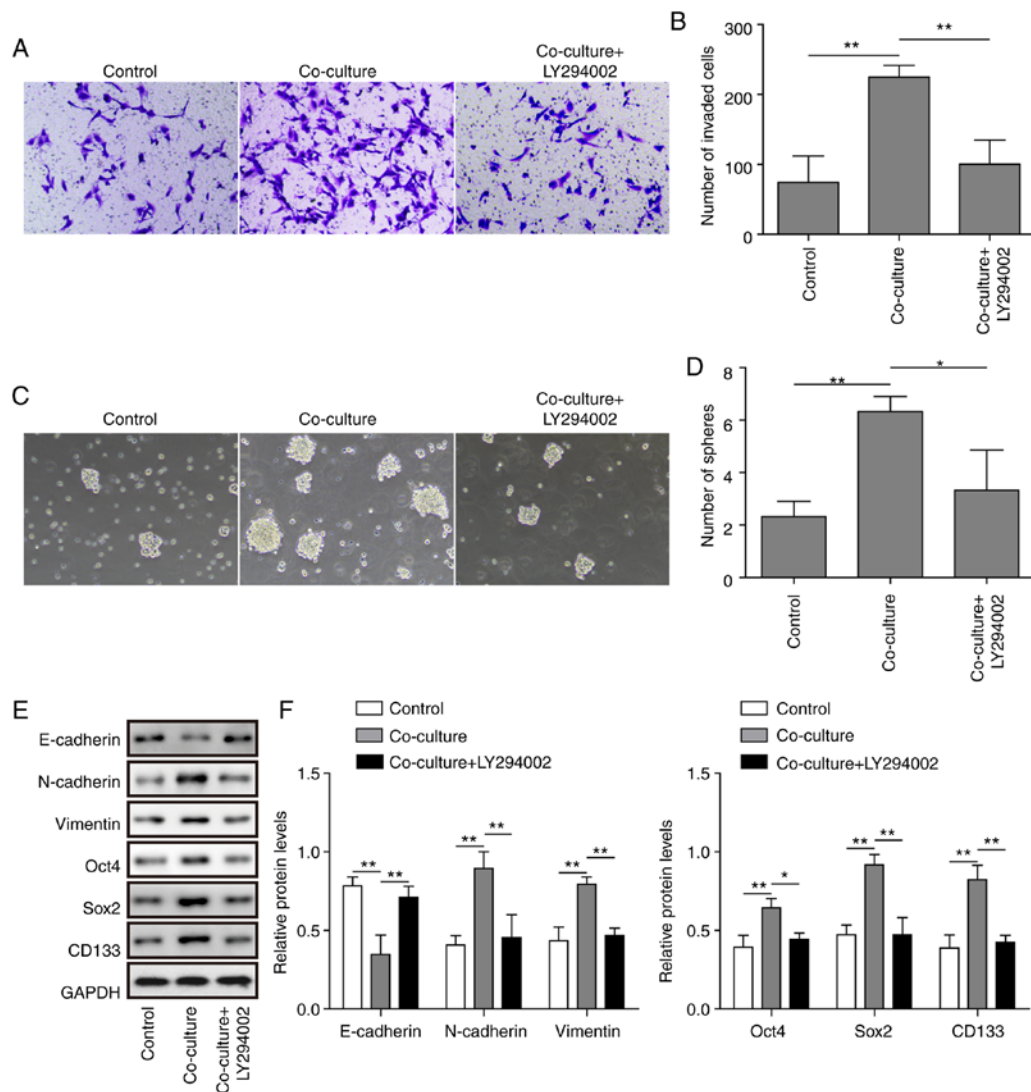 A
Control
Co-culture
Co-culture+
LY294002
B
Number of invaded cells
300
200
100
0
**
**
Control
Co-culture
Co-culture+
LY294002
C
Control
Co-culture
Co-culture+
LY294002
D
Number of spheres
8
6
4
2
0
**
*
Control
Co-culture
Co-culture+
LY294002
E
E-cadherin
N-cadherin
Vimentin
Oct4
Sox2
CD133
GAPDH
Control
Co-culture
Co-culture+
LY294002
F
Control
Co-culture
Co-culture+LY294002
Relative protein levels
1.5
1.0
0.5
0.0
**
**
**
**
**
**
E-cadherin
N-cadherin
Vimentin
Control
Co-culture
Co-culture+LY294002
Relative protein levels
1.5
1.0
0.5
0.0
**
*
**
**
**
**
Oct4
Sox2
CD133